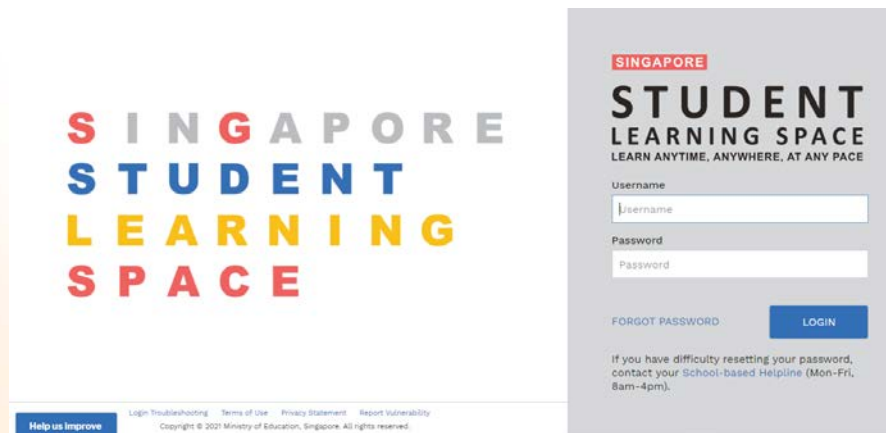 SINGAPORE
STUDENT
LEARNING
SPACE
SINGAPORE
STUDENT
LEARNING SPACE
LEARN ANYTIME, ANYWHERE, AT ANY PACE
Username
Username
Password
Password
FORGOT PASSWORD LOGIN
If you have difficulty resetting your password,
contact your School-based Helpline (Mon-Fri,
8am-4pm).
Help us improve
Login Troubleshooting Terms of Use Privacy Statement Report Vulnerability
Copyright © 2021 Ministry of Education, Singapore. All rights reserved.